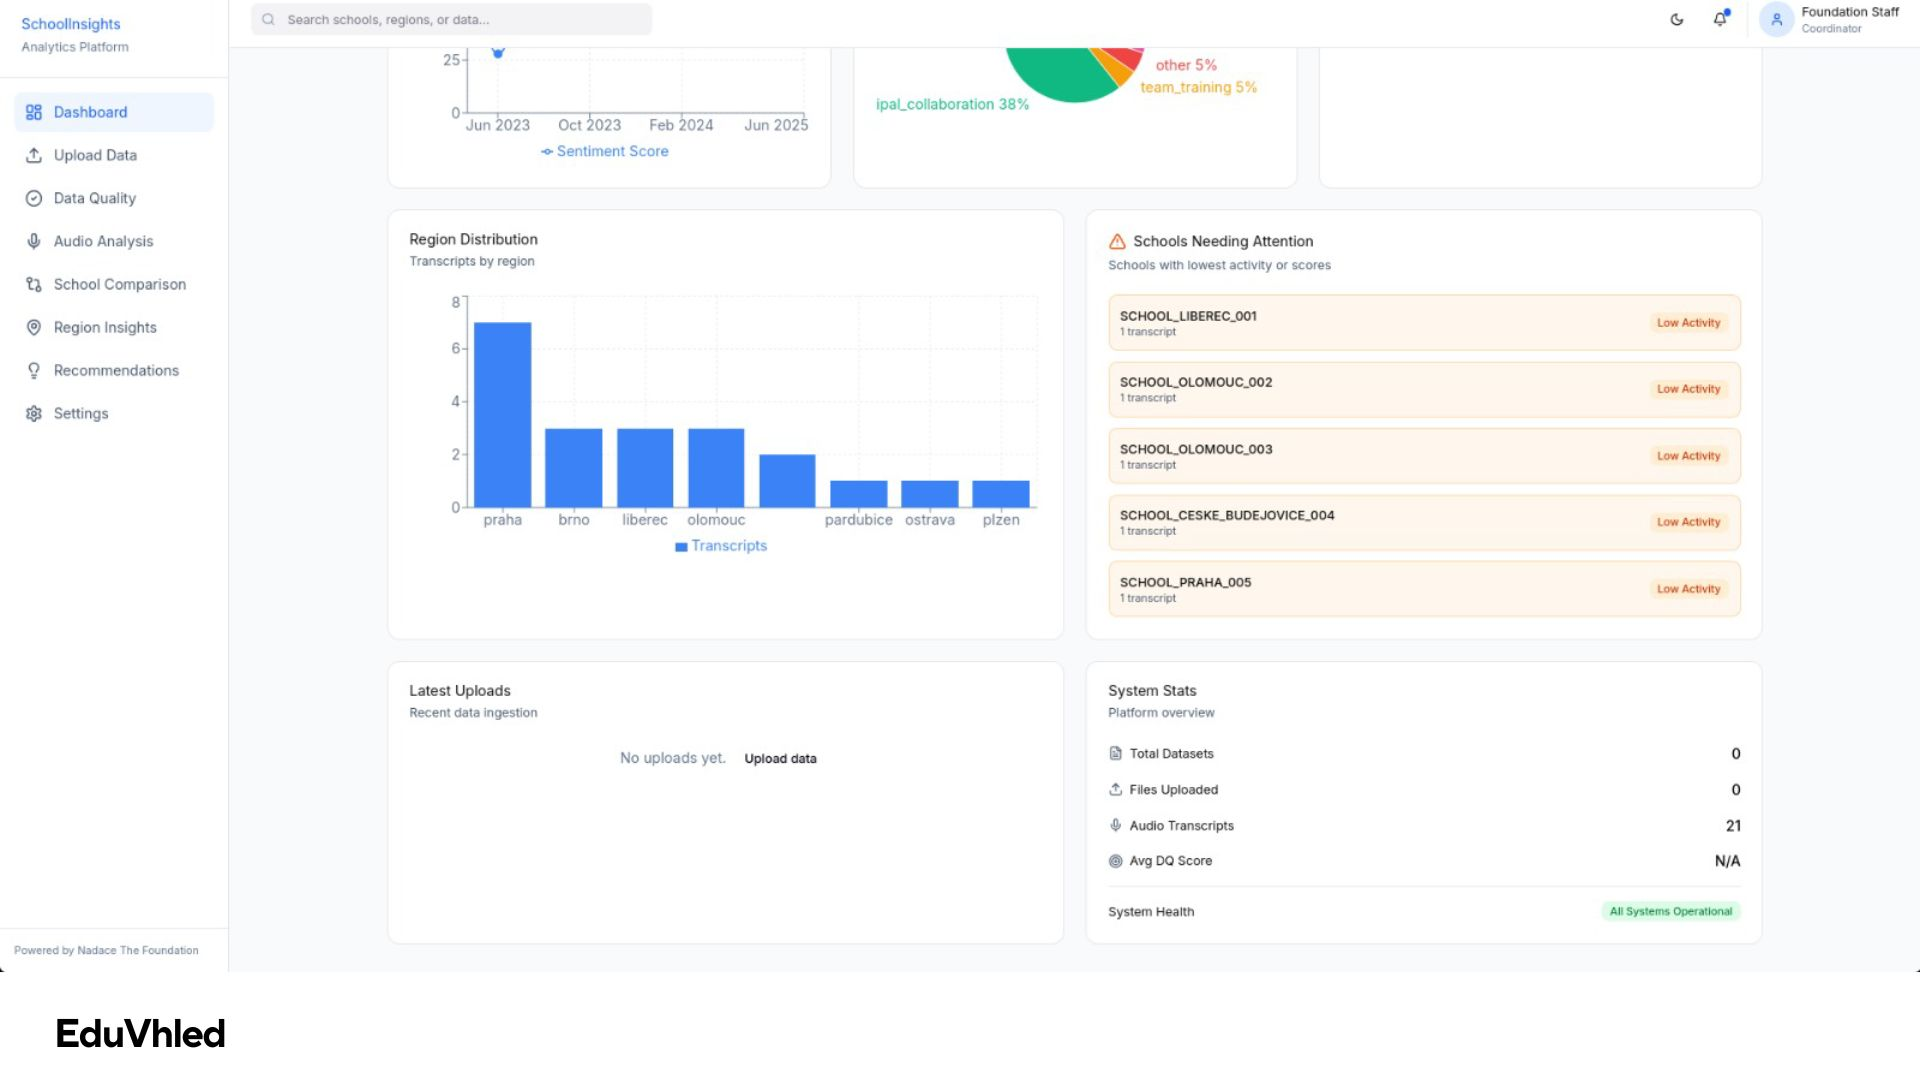 SchoolInsights
Analytics Platform
Search schools, regions, or data...
Foundation Staff
Coordinator
Dashboard
Upload Data
Data Quality
Audio Analysis
School Comparison
Region Insights
Recommendations
Settings
Powered by Nadace The Foundation
25
0
Jun 2023
Oct 2023
Feb 2024
Jun 2025
Sentiment Score
other 5%
team_training 5%
ipal_collaboration 38%
Region Distribution
Transcripts by region
8
6
4
2
0
praha
brno
liberec
olomouc
pardubice
ostrava
plzen
Transcripts
Schools Needing Attention
Schools with lowest activity or scores
SCHOOL_LIBEREC_001
1 transcript
Low Activity
SCHOOL_OLOMOUC_002
1 transcript
Low Activity
SCHOOL_OLOMOUC_003
1 transcript
Low Activity
SCHOOL_CESKE_BUDEJOVICE_004
1 transcript
Low Activity
SCHOOL_PRAHA_005
1 transcript
Low Activity
Latest Uploads
Recent data ingestion
No uploads yet. Upload data
System Stats
Platform overview
Total Datasets 0
Files Uploaded 0
Audio Transcripts 21
Avg DQ Score N/A
System Health All Systems Operational
EduVhled